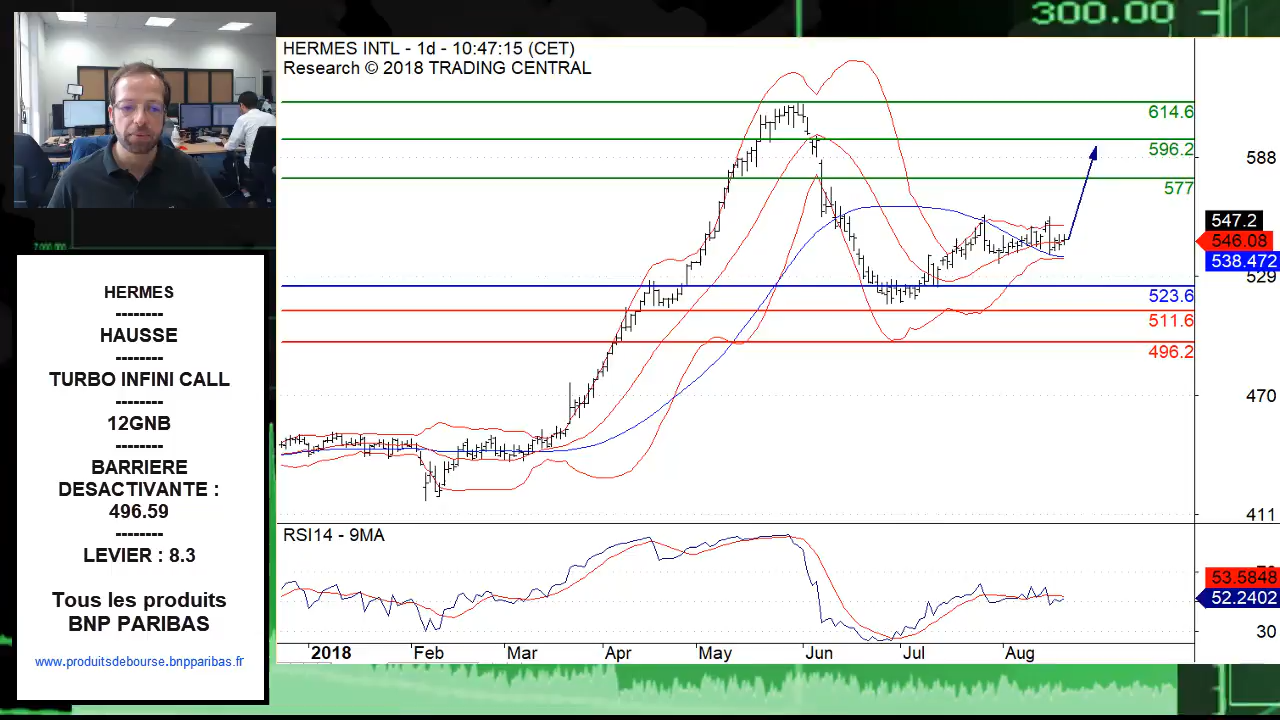 300.00
HERMES INTL - 1d - 10:47:15 (CET)
Research © 2018 TRADING CENTRAL
614.6
596.2
588
577
547.2
546.08
538.472
529
523.6
511.6
496.2
470
411
RSI14 - 9MA
53.5848
52.2402
30
2018 Feb Mar Apr May Jun Jul Aug
7 000.000
HERMES
--------
HAUSSE
--------
TURBO INFINI CALL
--------
12GNB
--------
BARRIERE
DESACTIVANTE :
496.59
--------
LEVIER : 8.3
Tous les produits
BNP PARIBAS
www.produitsdebourse.bnpparibas.fr